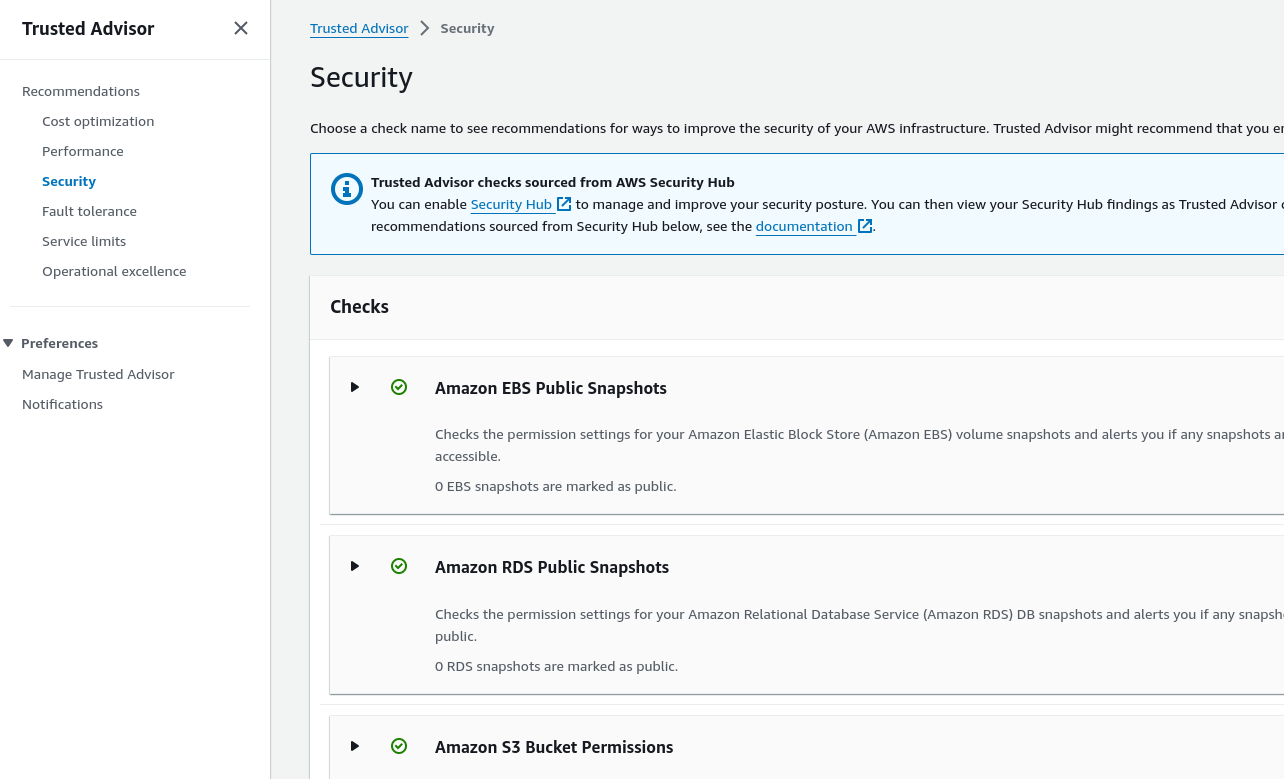 Trusted Advisor
Recommendations
Cost optimization
Performance
Security
Fault tolerance
Service limits
Operational excellence
Preferences
Manage Trusted Advisor
Notifications
Trusted Advisor > Security
Security
Choose a check name to see recommendations for ways to improve the security of your AWS infrastructure. Trusted Advisor might recommend that you
Trusted Advisor checks sourced from AWS Security Hub
You can enable Security Hub to manage and improve your security posture. You can then view your Security Hub findings as Trusted Advisor
recommendations sourced from Security Hub below, see the documentation.
Checks
Amazon EBS Public Snapshots
Checks the permission settings for your Amazon Elastic Block Store (Amazon EBS) volume snapshots and alerts you if any snapshots
accessible.
0 EBS snapshots are marked as public.
Amazon RDS Public Snapshots
Checks the permission settings for your Amazon Relational Database Service (Amazon RDS) DB snapshots and alerts you if any
public.
0 RDS snapshots are marked as public.
Amazon S3 Bucket Permissions